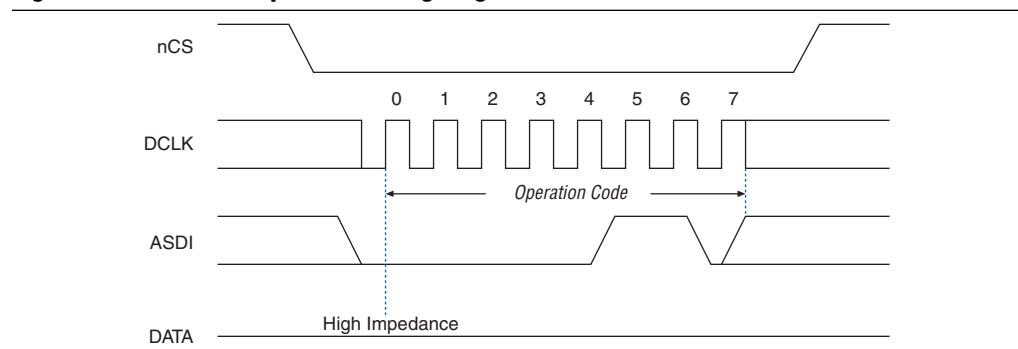 nCS
0 1 2 3 4 5 6 7
DCLK
Operation Code
ASDI
High Impedance
DATA